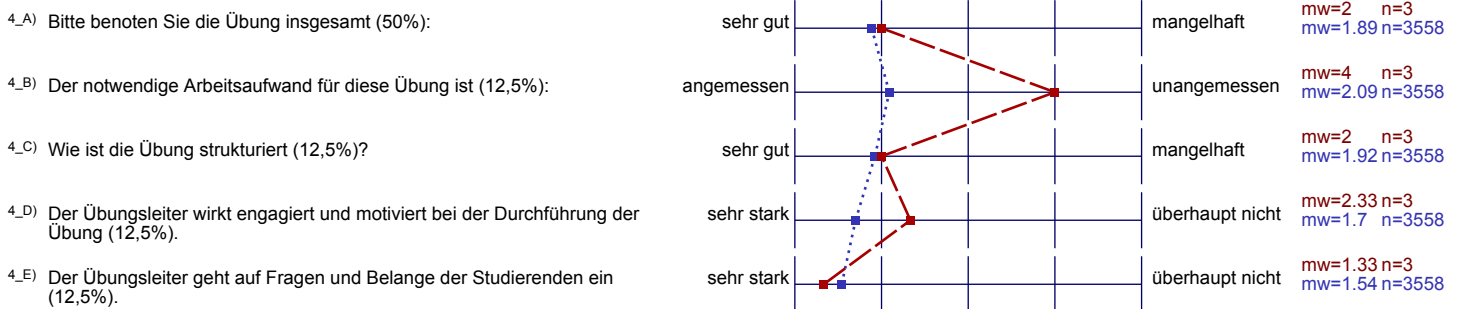 4_A) Bitte benoten Sie die Übung insgesamt (50%): sehr gut mangelhaft mw=2 n=3
mw=1.89 n=3558
4_B) Der notwendige Arbeitsaufwand für diese Übung ist (12,5%): angemessen unangemessen mw=4 n=3
mw=2.09 n=3558
4_C) Wie ist die Übung strukturiert (12,5%)? sehr gut mangelhaft mw=2 n=3
mw=1.92 n=3558
4_D) Der Übungsleiter wirkt engagiert und motiviert bei der Durchführung der sehr stark überhaupt nicht mw=2.33 n=3
Übung (12,5%). mw=1.7 n=3558
4_E) Der Übungsleiter geht auf Fragen und Belange der Studierenden ein sehr stark überhaupt nicht mw=1.33 n=3
(12,5%). mw=1.54 n=3558